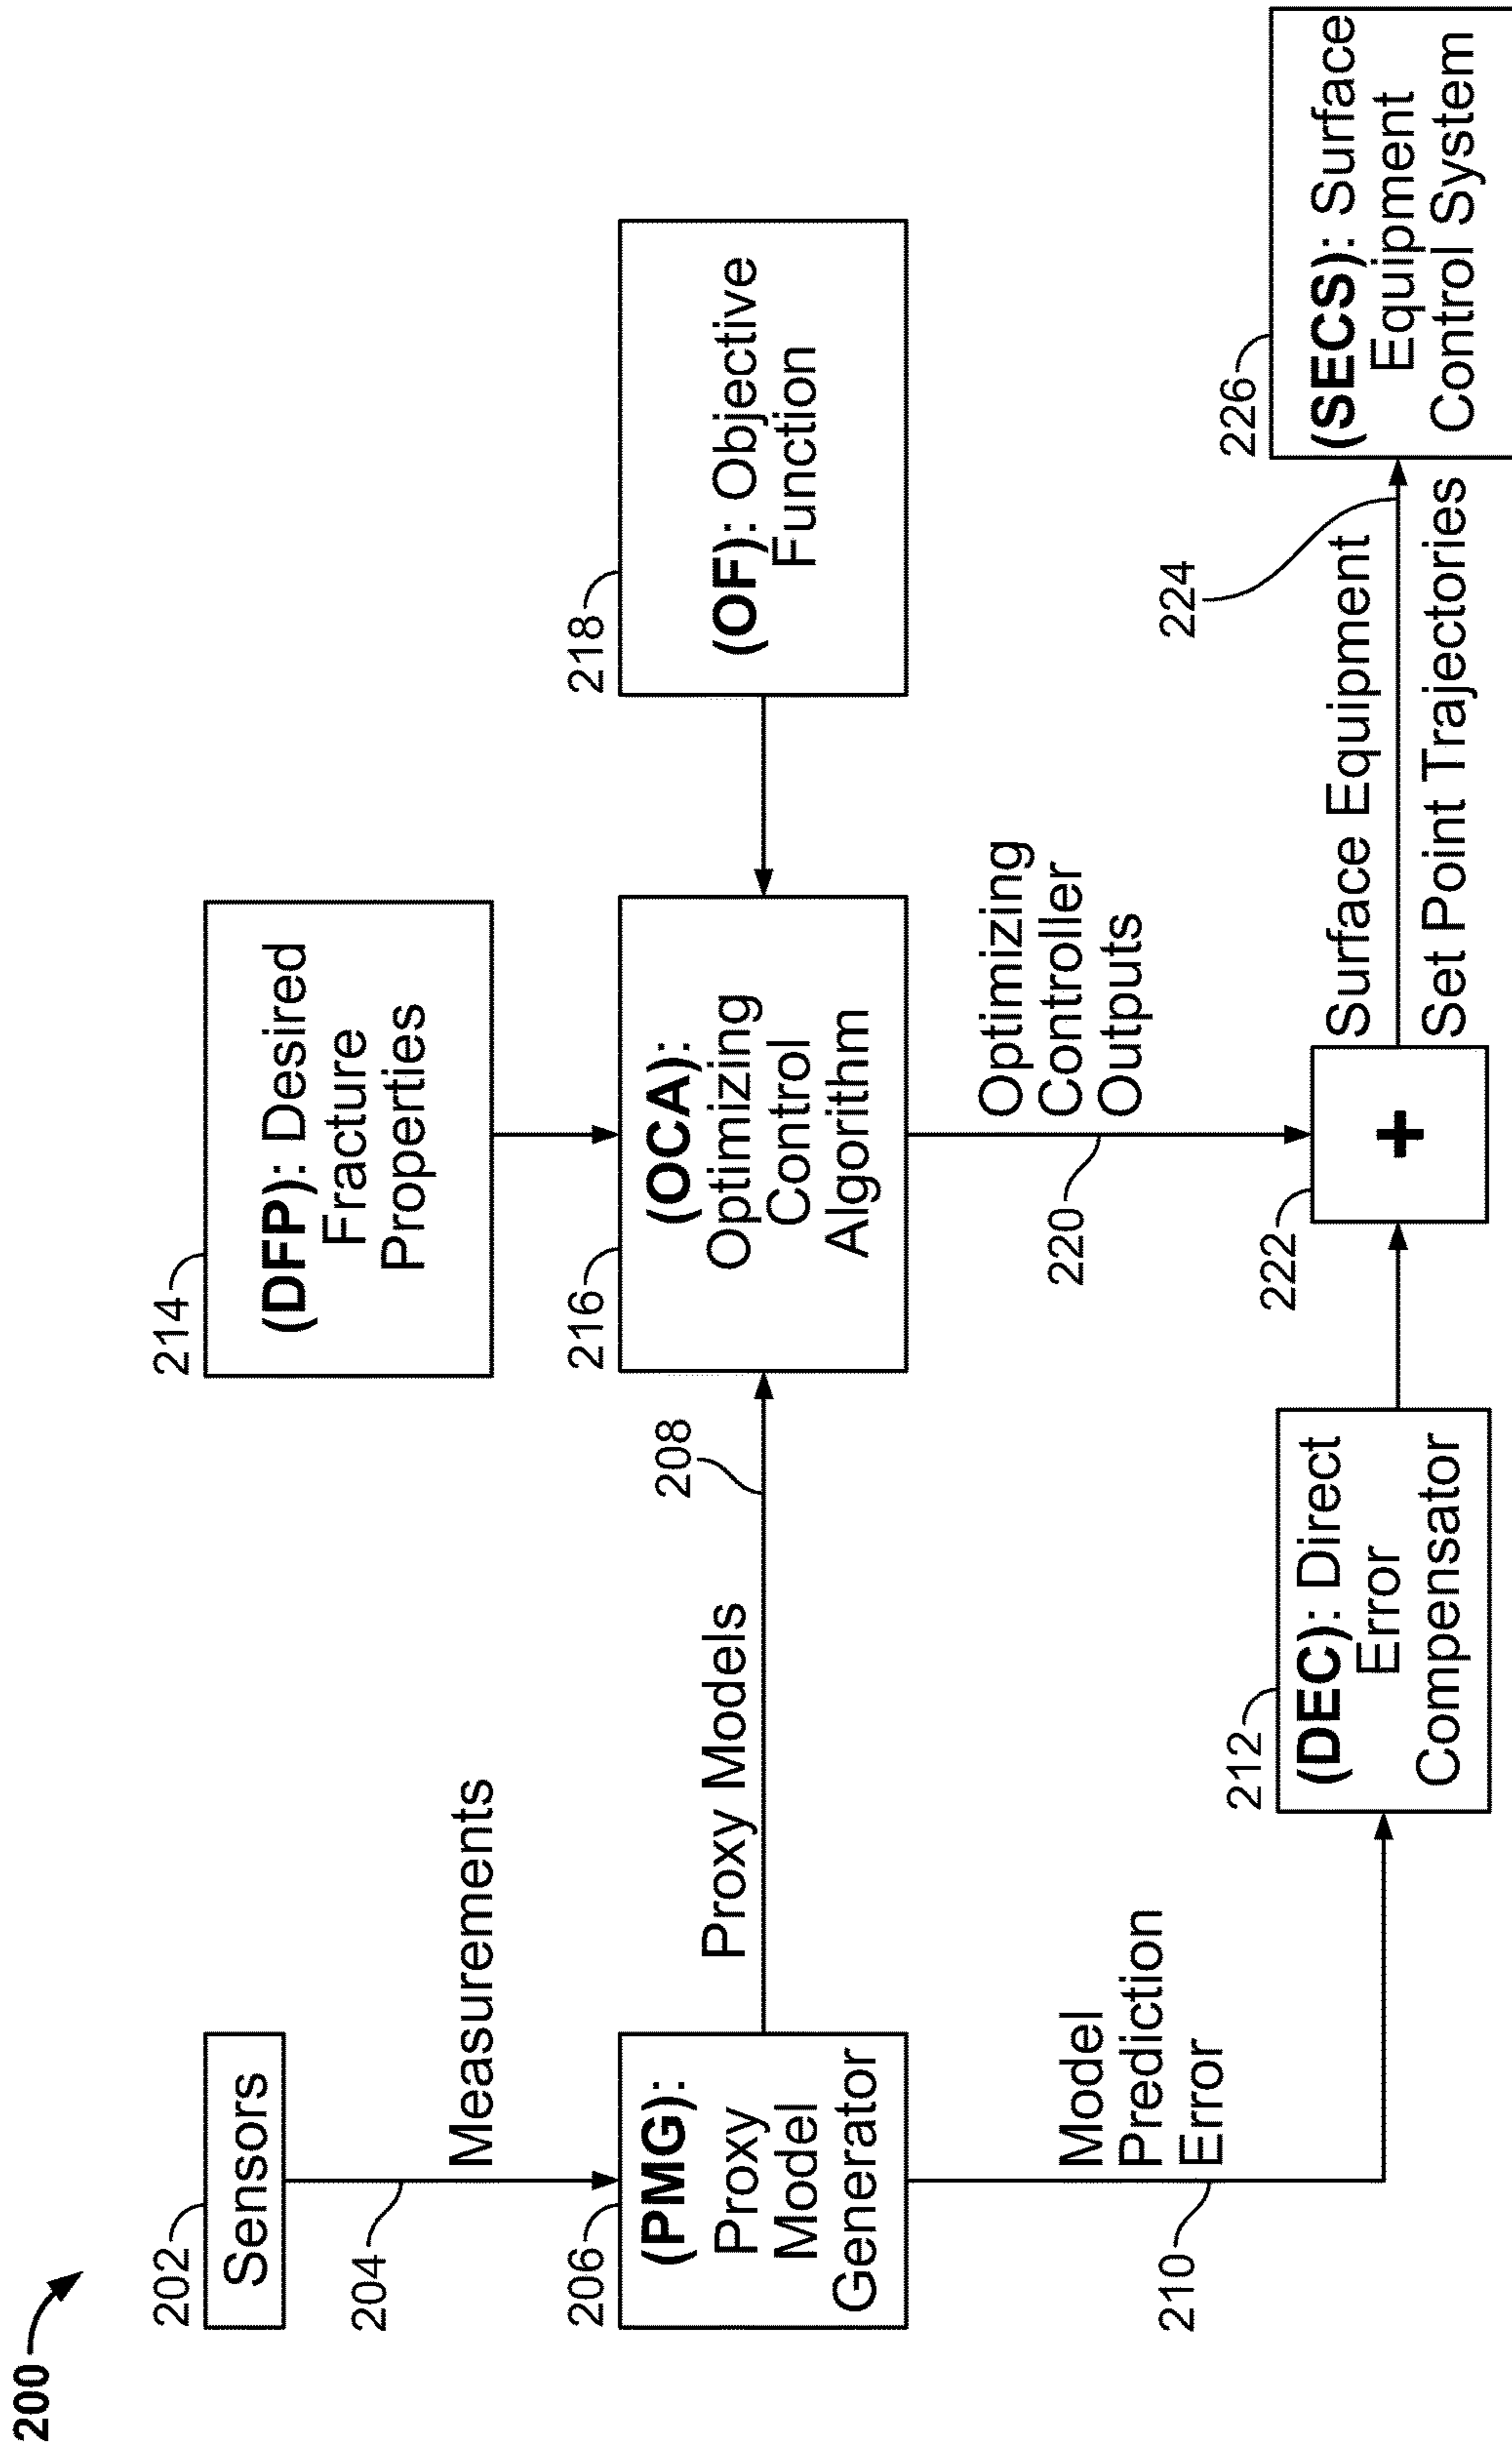 200
202
Sensors
204
Measurements
206
(PMG):
Proxy
Model
Generator
208
Proxy Models
210
Model
Prediction
Error
212
(DEC): Direct
Error
Compensator
214
(DFP): Desired
Fracture
Properties
216
(OCA):
Optimizing
Control
Algorithm
218
(OF): Objective
Function
220
Optimizing
Controller
Outputs
222
+
224
Surface Equipment
Set Point Trajectories
226
(SECS): Surface
Equipment
Control System